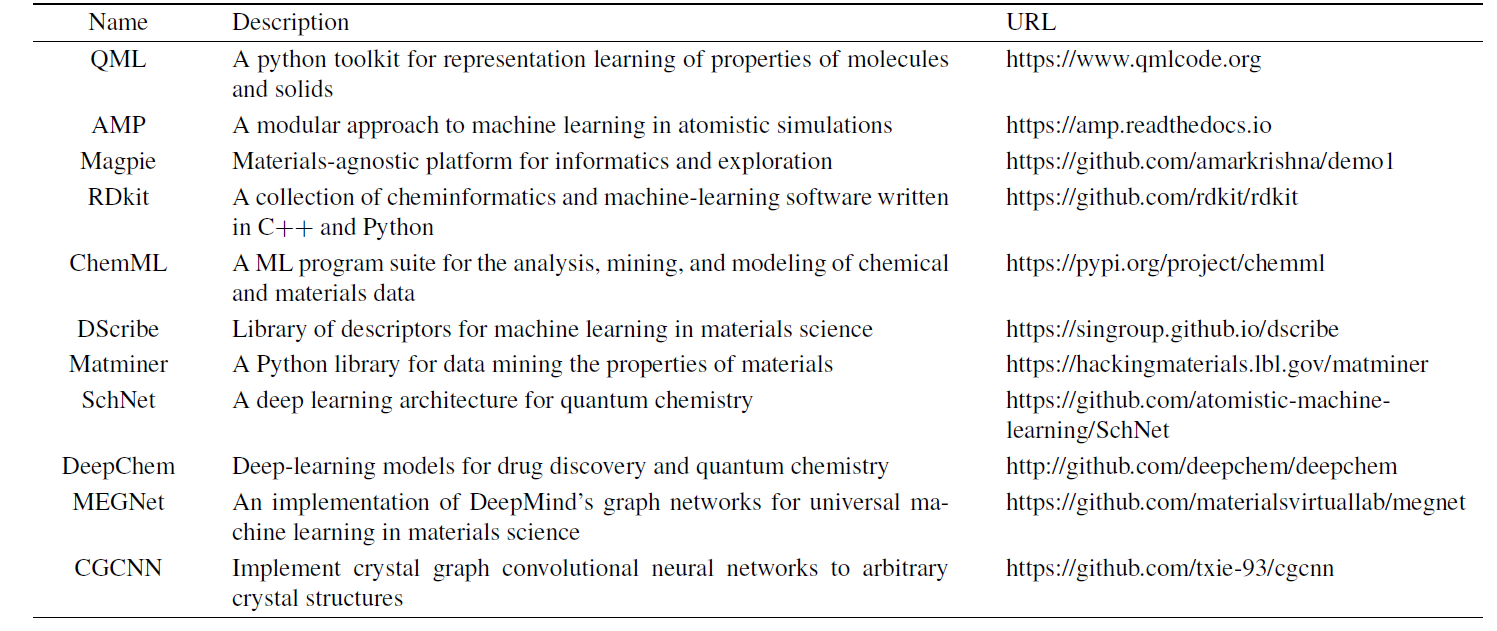 Name Description URL
QML A python toolkit for representation learning of properties of molecules https://www.qmlcode.org
and solids
AMP A modular approach to machine learning in atomistic simulations https://amp.readthedocs.io
Magpie Materials-agnostic platform for informatics and exploration https://github.com/amarkrishna/demo1
RDkit A collection of cheminformatics and machine-learning software written https://github.com/rdkit/rdkit
in C++ and Python
ChemML A ML program suite for the analysis, mining, and modeling of chemical https://pypi.org/project/chemml
and materials data
DScribe Library of descriptors for machine learning in materials science https://singroup.github.io/dscribe
Matminer A Python library for data mining the properties of materials https://hackingmaterials.lbl.gov/matminer
SchNet A deep learning architecture for quantum chemistry https://github.com/atomistic-machine-
learning/SchNet
DeepChem Deep-learning models for drug discovery and quantum chemistry http://github.com/deepchem/deepchem
MEGNet An implementation of DeepMind's graph networks for universal ma- https://github.com/materialsvirtuallab/megnet
chine learning in materials science
CGCNN Implement crystal graph convolutional neural networks to arbitrary https://github.com/txie-93/cgcnn
crystal structures